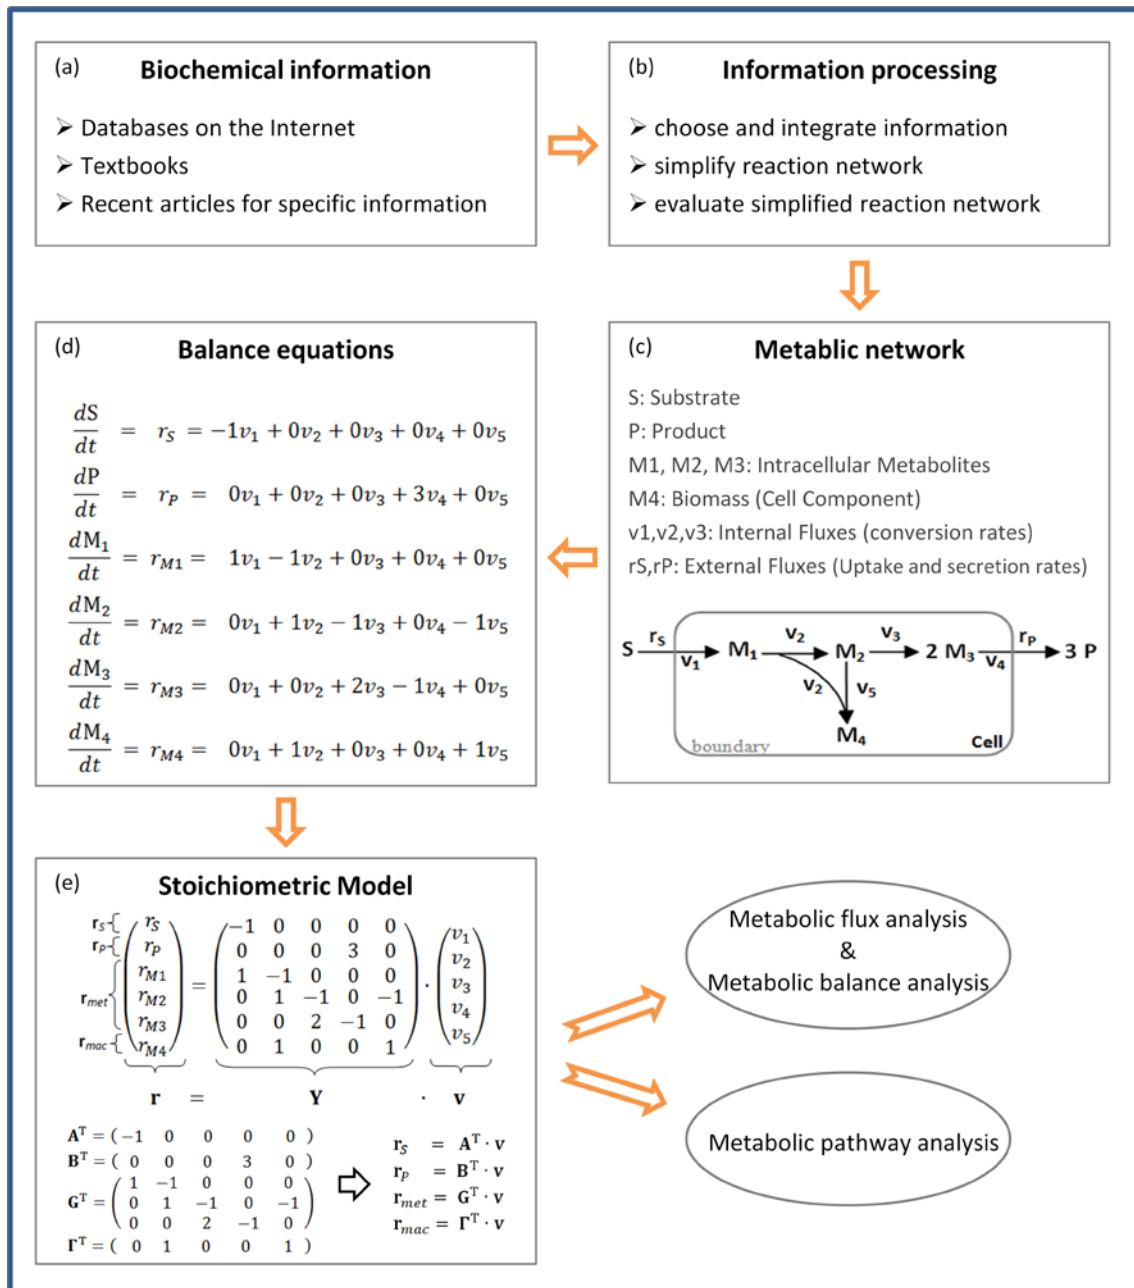 (a) Biochemical information
➢ Databases on the Internet
➢ Textbooks
➢ Recent articles for specific information
(b) Information processing
➢ choose and integrate information
➢ simplify reaction network
➢ evaluate simplified reaction network
(c) Metablic network
S: Substrate
P: Product
M1, M2, M3: Intracellular Metabolites
M4: Biomass (Cell Component)
v1,v2,v3: Internal Fluxes (conversion rates)
rS,rP: External Fluxes (Uptake and secretion rates)
S r_S v₁ M₁ v₂ M₂ v₃ 2 M₃ r_P v₄ 3 P
v₂ v₅
M₄
boundary Cell
(d) Balance equations
dS/dt = r_S = −1v₁ + 0v₂ + 0v₃ + 0v₄ + 0v₅
dP/dt = r_P = 0v₁ + 0v₂ + 0v₃ + 3v₄ + 0v₅
dM₁/dt = r_M1 = 1v₁ − 1v₂ + 0v₃ + 0v₄ + 0v₅
dM₂/dt = r_M2 = 0v₁ + 1v₂ − 1v₃ + 0v₄ − 1v₅
dM₃/dt = r_M3 = 0v₁ + 0v₂ + 2v₃ − 1v₄ + 0v₅
dM₄/dt = r_M4 = 0v₁ + 1v₂ + 0v₃ + 0v₄ + 1v₅
(e) Stoichiometric Model
r_S { r_S −1 0 0 0 0 v₁
r_P { r_P 0 0 0 3 0 v₂
r_met { r_M1 = 1 −1 0 0 0 · v₃
r_M2 0 1 −1 0 −1 v₄
r_M3 0 0 2 −1 0 v₅
r_mac { r_M4 0 1 0 0 1
r = Y · v
Aᵀ = ( −1 0 0 0 0 )
Bᵀ = ( 0 0 0 3 0 )
1 −1 0 0 0
Gᵀ = ( 0 1 −1 0 −1 )
0 0 2 −1 0
Γᵀ = ( 0 1 0 0 1 )
r_S = Aᵀ · v
r_P = Bᵀ · v
r_met = Gᵀ · v
r_mac = Γᵀ · v
Metabolic flux analysis
&
Metabolic balance analysis
Metabolic pathway analysis